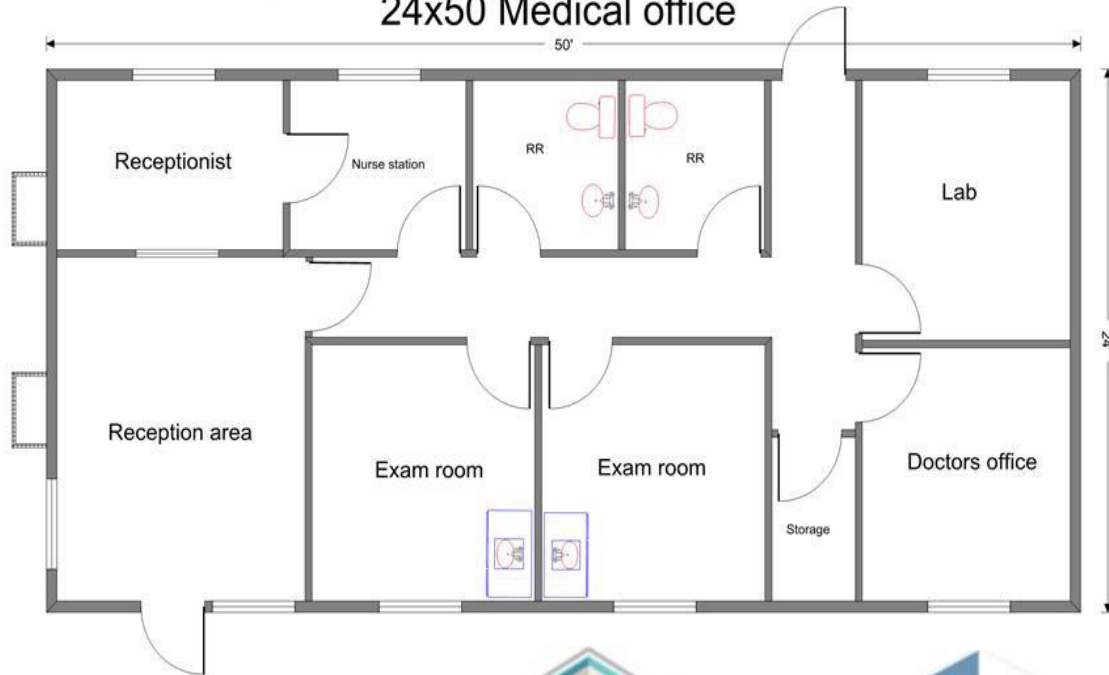 24x50 Medical office
50'
Receptionist
Nurse station
RR
RR
Lab
24'
Reception area
Exam room
Exam room
Doctors office
Storage